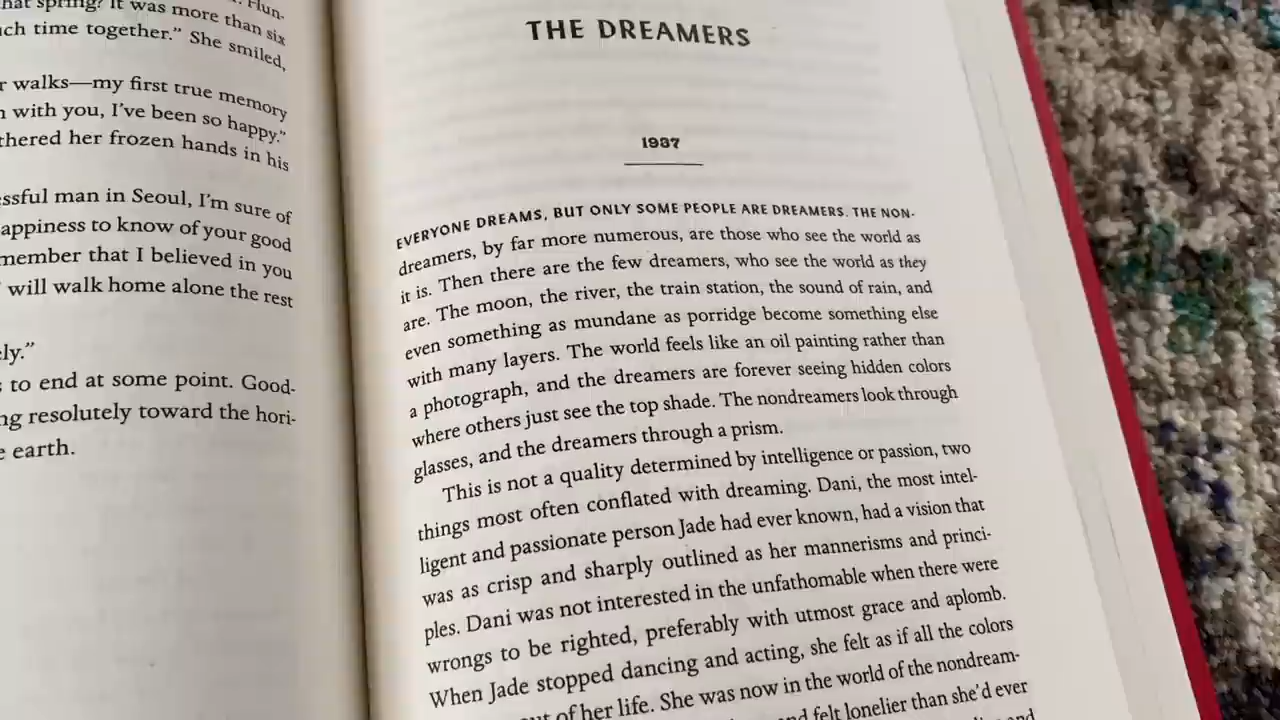 hat spring? It was more than six
ch time together." She smiled,
r walks—my first true memory
with you, I've been so happy."
thered her frozen hands in his
ssful man in Seoul, I'm sure of
appiness to know of your good
member that I believed in you
will walk home alone the rest
ly."
to end at some point. Good-
ng resolutely toward the hori-
earth.
THE DREAMERS
1937
EVERYONE DREAMS, BUT ONLY SOME PEOPLE ARE DREAMERS. THE NON-
dreamers, by far more numerous, are those who see the world as
it is. Then there are the few dreamers, who see the world as they
are. The moon, the river, the train station, the sound of rain, and
even something as mundane as porridge become something else
with many layers. The world feels like an oil painting rather than
a photograph, and the dreamers are forever seeing hidden colors
where others just see the top shade. The nondreamers look through
glasses, and the dreamers through a prism.
This is not a quality determined by intelligence or passion, two
things most often conflated with dreaming. Dani, the most intel-
ligent and passionate person Jade had ever known, had a vision that
was as crisp and sharply outlined as her mannerisms and princi-
ples. Dani was not interested in the unfathomable when there were
wrongs to be righted, preferably with utmost grace and aplomb.
When Jade stopped dancing and acting, she felt as if all the colors
out of her life. She was now in the world of the nondream-
and felt lonelier than she'd ever
and